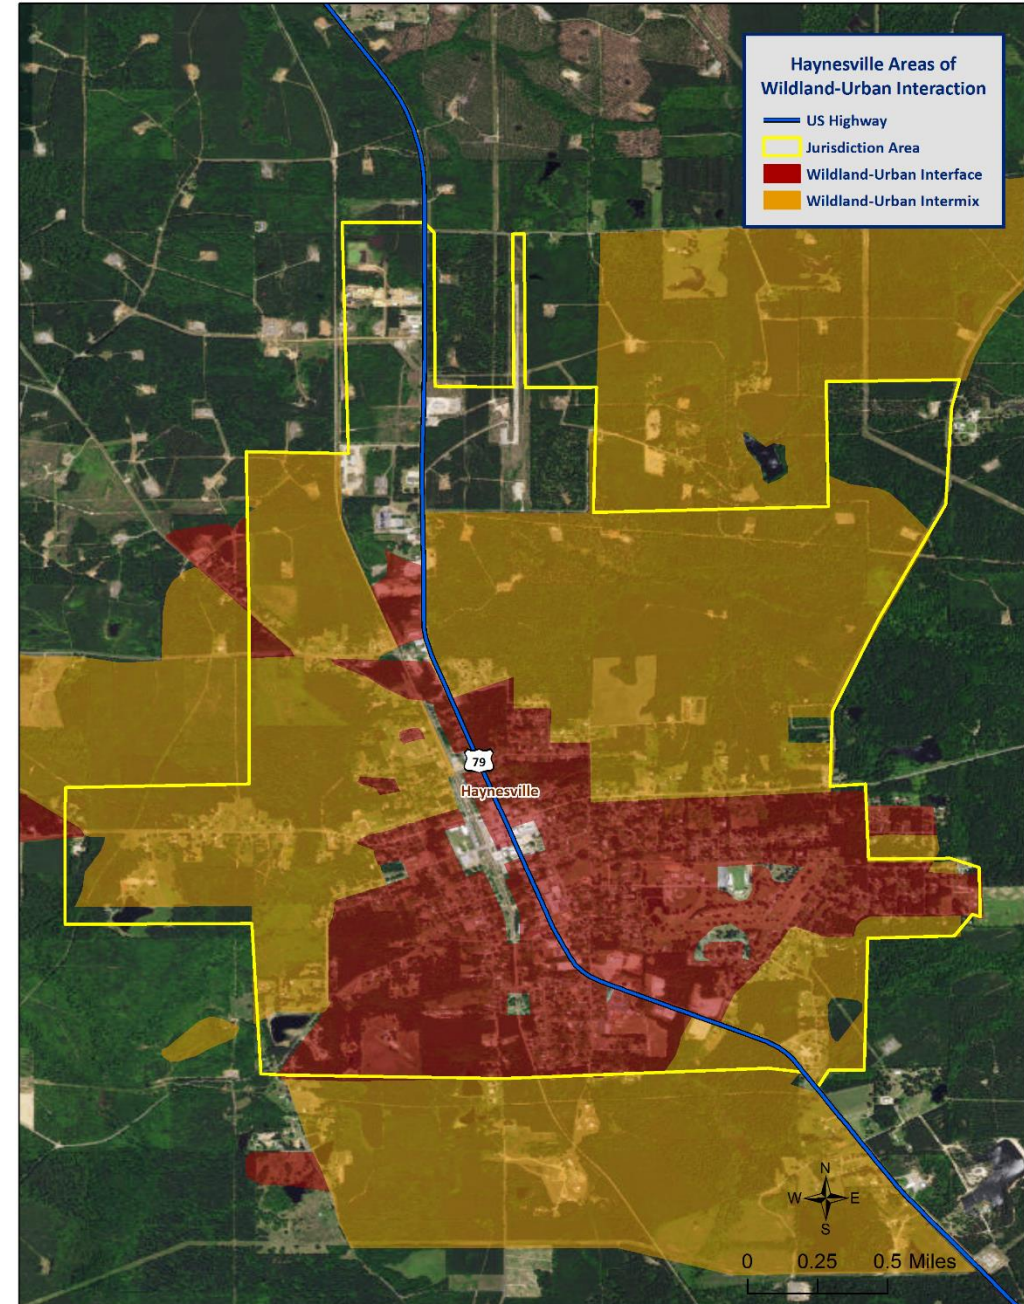 Haynesville Areas of
Wildland-Urban Interaction
US Highway
Jurisdiction Area
Wildland-Urban Interface
Wildland-Urban Intermix
79
Haynesville
N
W E
S
0 0.25 0.5 Miles